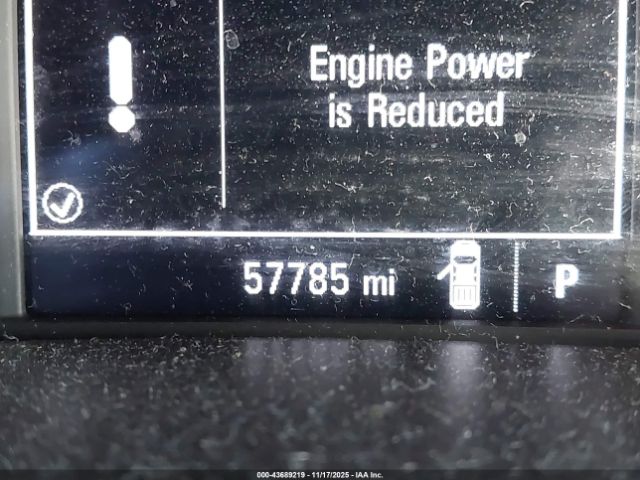 Engine Power
is Reduced
57785 mi
P
000-43689219 - 11/17/2025 - IAA Inc.